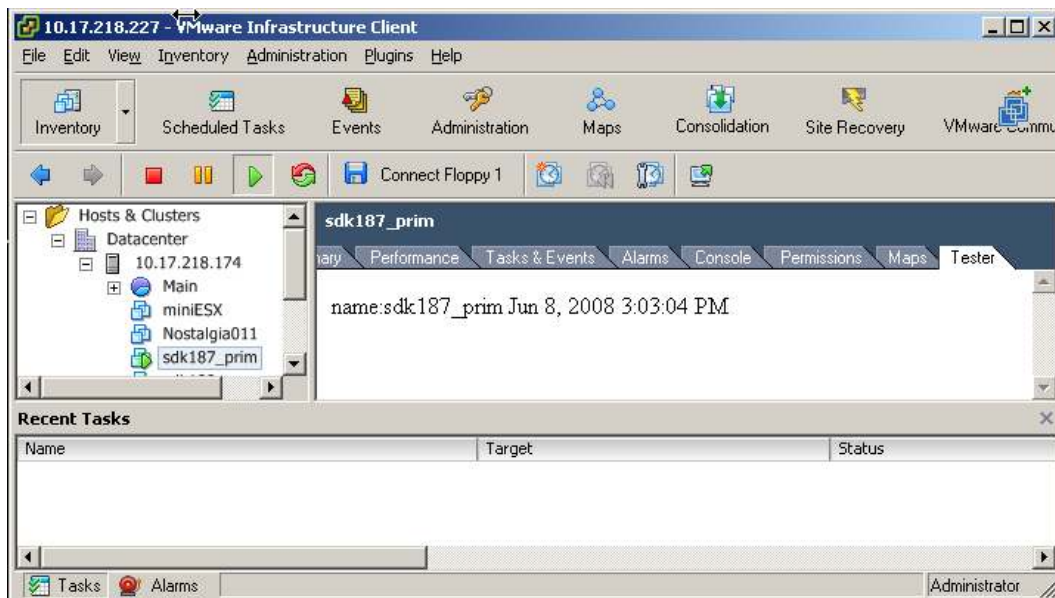 10.17.218.227 - VMware Infrastructure Client
File Edit View Inventory Administration Plugins Help
Inventory Scheduled Tasks Events Administration Maps Consolidation Site Recovery VMware Commu
Connect Floppy 1
Hosts & Clusters
Datacenter
10.17.218.174
Main
miniESX
Nostalgia011
sdk187_prim
sdk187_prim
nary Performance Tasks & Events Alarms Console Permissions Maps Tester
name:sdk187_prim Jun 8, 2008 3:03:04 PM
Recent Tasks
Name Target Status
Tasks Alarms Administrator